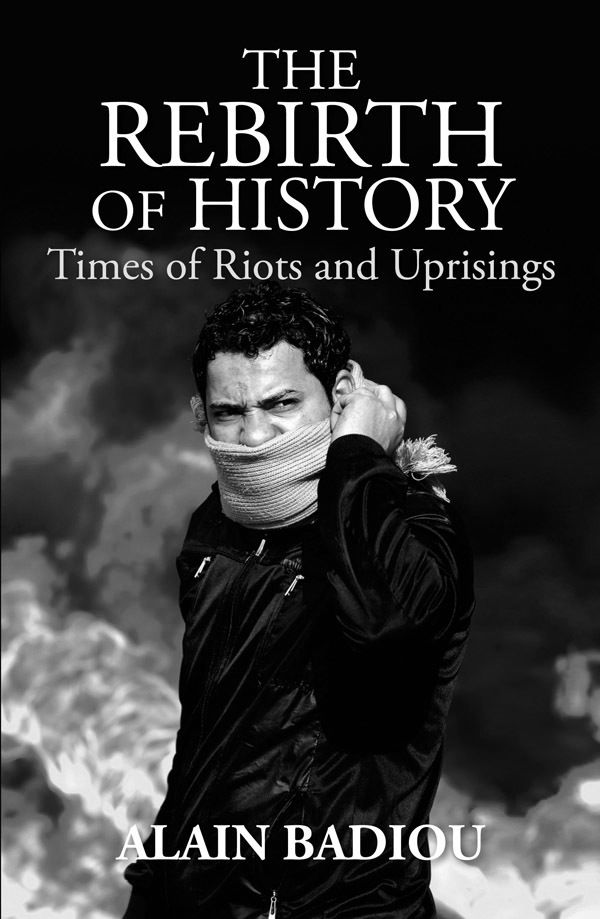 THE
REBIRTH
OF HISTORY
Times of Riots and Uprisings
ALAIN BADIOU